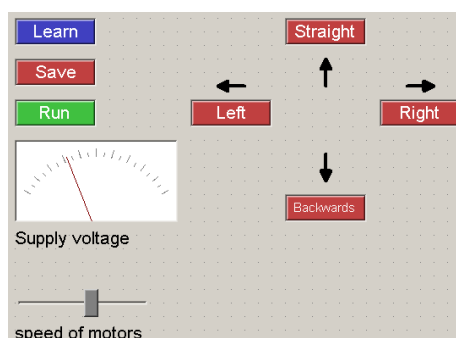 Learn
Straight
Save
Run
Left
Right
Backwards
Supply voltage
speed of motors